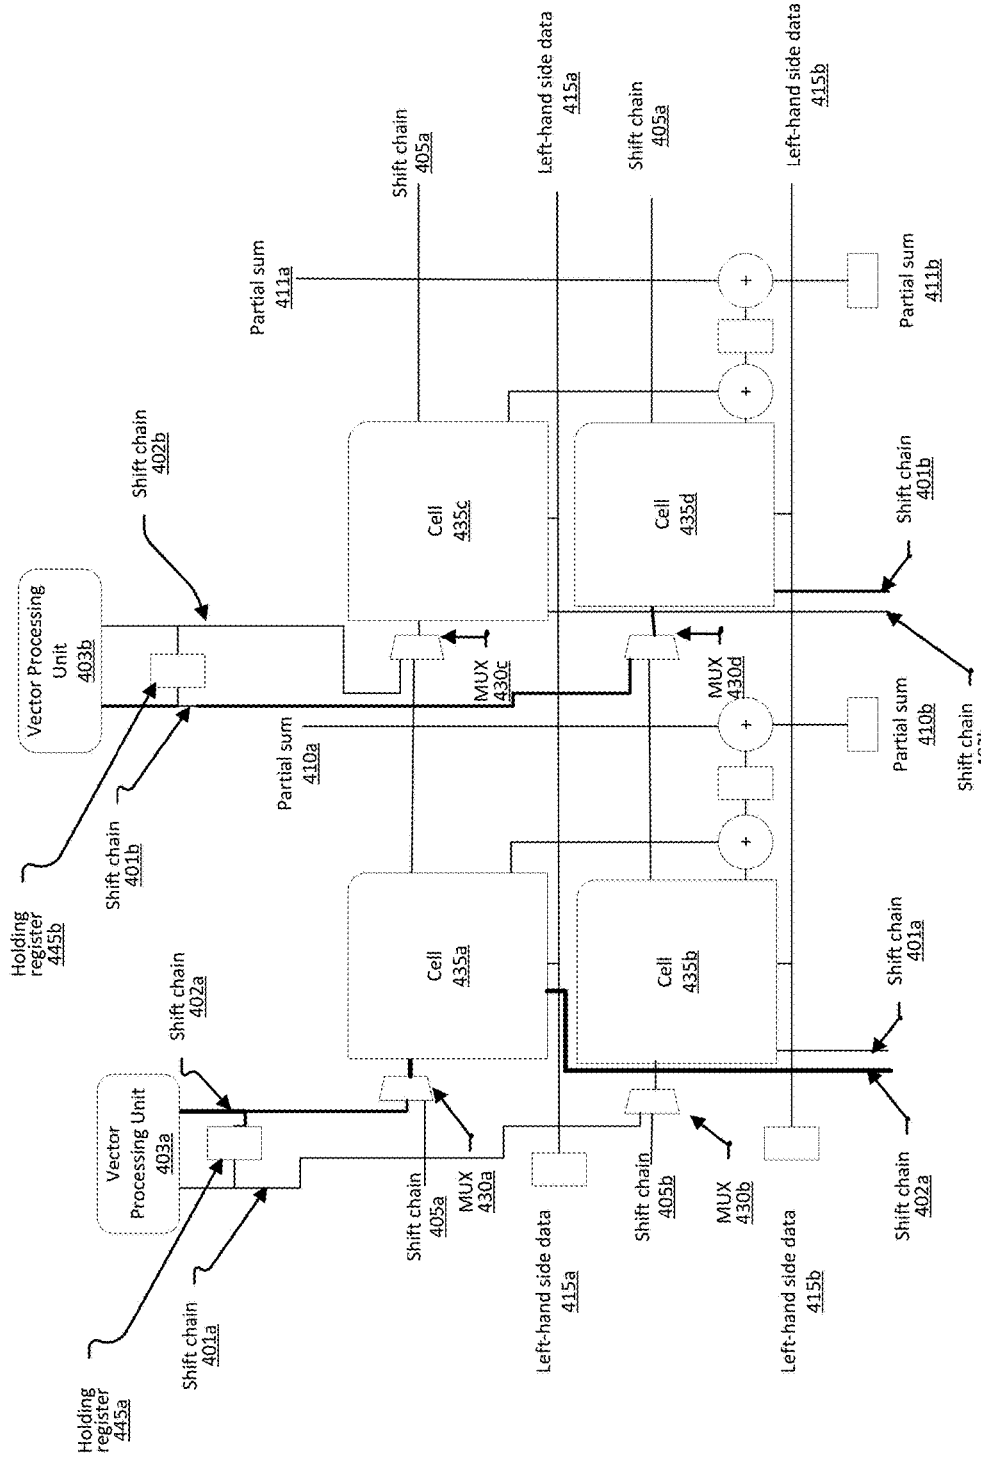 Holding
register
445b
Vector Processing
Unit
403b
Holding
register
445a
Shift chain
401b
Vector
Processing Unit
403a
Shift chain
402b
Shift chain
402a
Shift chain
401a
Partial sum
411a
Partial sum
410a
Shift chain
405a
Shift chain
405a
Cell
435a
Cell
435c
MUX
430a
MUX
430c
Left-hand side data
415a
Left-hand side data
415a
+
+
+
+
Shift chain
405b
Shift chain
405a
Cell
435b
Cell
435d
MUX
430b
MUX
430d
Left-hand side data
415b
Left-hand side data
415b
Shift chain
402a
Shift chain
401a
Partial sum
410b
Shift chain
401b
Partial sum
411b
Shift chain